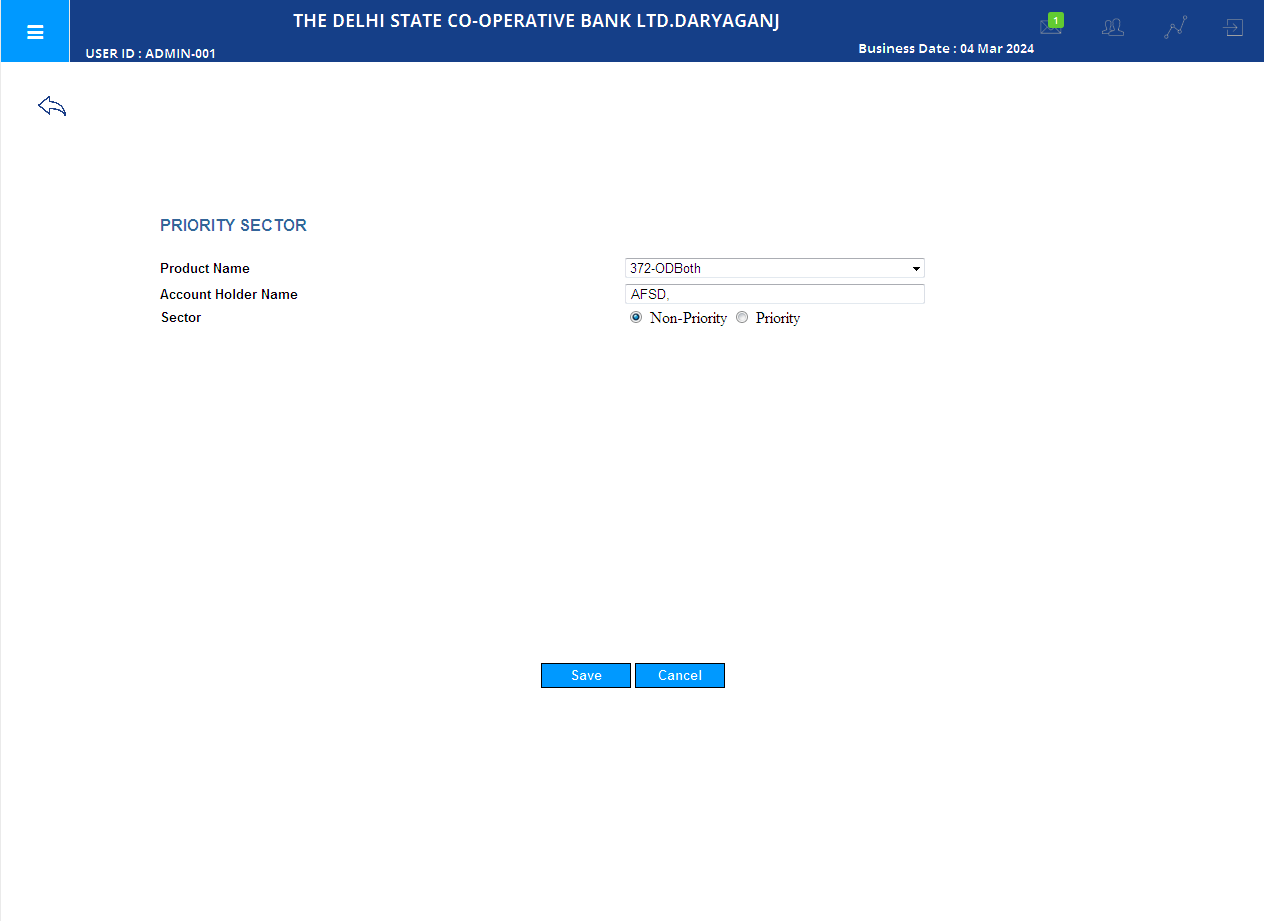 THE DELHI STATE CO-OPERATIVE BANK LTD.DARYAGANJ
1
USER ID : ADMIN-001
Business Date : 04 Mar 2024
PRIORITY SECTOR
Product Name
372-ODBoth
Account Holder Name
AFSD,
Sector
Non-Priority Priority
Save Cancel